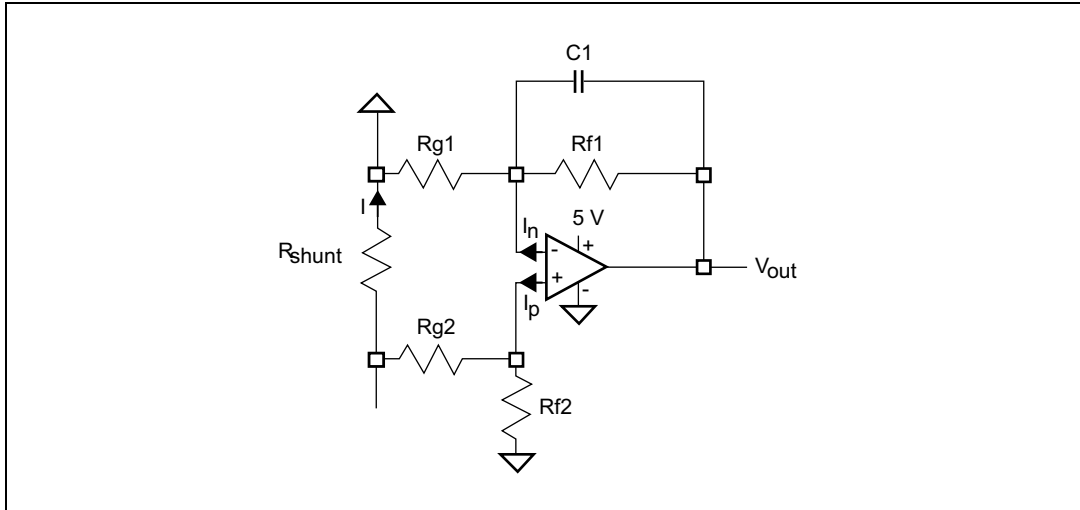 C1
Rg1
Rf1
I
In
5 V
+
-
Rshunt
+
Vout
-
Ip
Rg2
Rf2